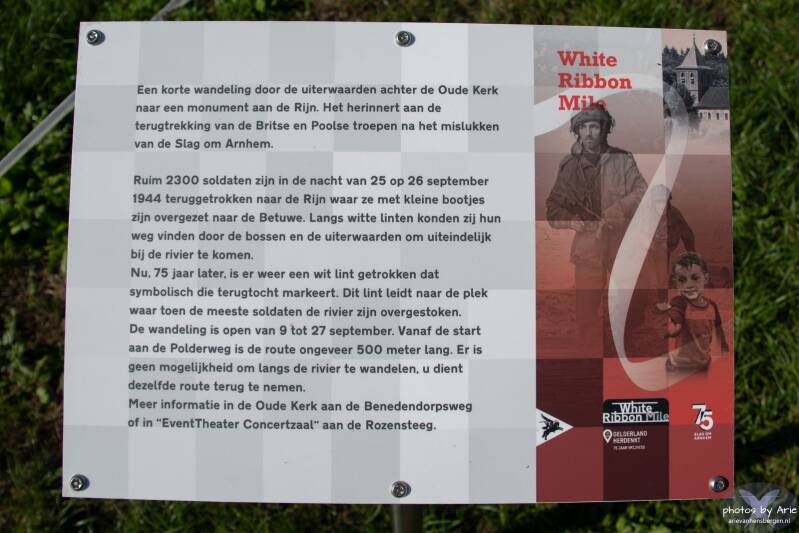 Een korte wandeling door de uiterwaarden achter de Oude Kerk
naar een monument aan de Rijn. Het herinnert aan de
terugtrekking van de Britse en Poolse troepen na het mislukken
van de Slag om Arnhem.
Ruim 2300 soldaten zijn in de nacht van 25 op 26 september
1944 teruggetrokken naar de Rijn waar ze met kleine bootjes
zijn overgezet naar de Betuwe. Langs witte linten konden zij hun
weg vinden door de bossen en de uiterwaarden om uiteindelijk
bij de rivier te komen.
Nu, 75 jaar later, is er weer een wit lint getrokken dat
symbolisch die terugtocht markeert. Dit lint leidt naar de plek
waar toen de meeste soldaten de rivier zijn overgestoken.
De wandeling is open van 9 tot 27 september. Vanaf de start
aan de Polderweg is de route ongeveer 500 meter lang. Er is
geen mogelijkheid om langs de rivier te wandelen, u dient
dezelfde route terug te nemen.
Meer informatie in de Oude Kerk aan de Benedendorpsweg
of in "EventTheater Concertzaal" aan de Rozensteeg.
White
Ribbon
Mile
White
Ribbon Mile
GELDERLAND
HERDENKT
75 JAAR VRIJHEID
75
SLAG OM
ARNHEM
photos by Arie
arievanhensbergen.nl